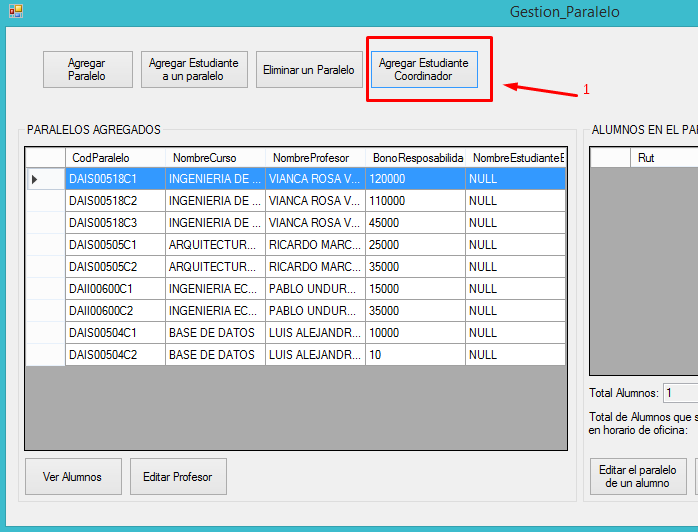 Gestion_Paralelo
Agregar
Paralelo
Agregar Estudiante
a un paralelo
Eliminar un Paralelo
Agregar Estudiante
Coordinador
1
PARALELOS AGREGADOS
CodParalelo NombreCurso NombreProfesor BonoResposabilida NombreEstudianteE
DAIS00518C1 INGENIERIA DE ... VIANCA ROSA V... 120000 NULL
DAIS00518C2 INGENIERIA DE ... VIANCA ROSA V... 110000 NULL
DAIS00518C3 INGENIERIA DE ... VIANCA ROSA V... 45000 NULL
DAIS00505C1 ARQUITECTUR... RICARDO MARC... 25000 NULL
DAIS00505C2 ARQUITECTUR... RICARDO MARC... 35000 NULL
DAII00600C1 INGENIERIA EC... PABLO UNDUR... 15000 NULL
DAII00600C2 INGENIERIA EC... PABLO UNDUR... 35000 NULL
DAIS00504C1 BASE DE DATOS LUIS ALEJANDR... 10000 NULL
DAIS00504C2 BASE DE DATOS LUIS ALEJANDR... 10 NULL
Ver Alumnos
Editar Profesor
ALUMNOS EN EL PA
Rut
Total Alumnos: 1
Total de Alumnos que s
en horario de oficina:
Editar el paralelo
de un alumno